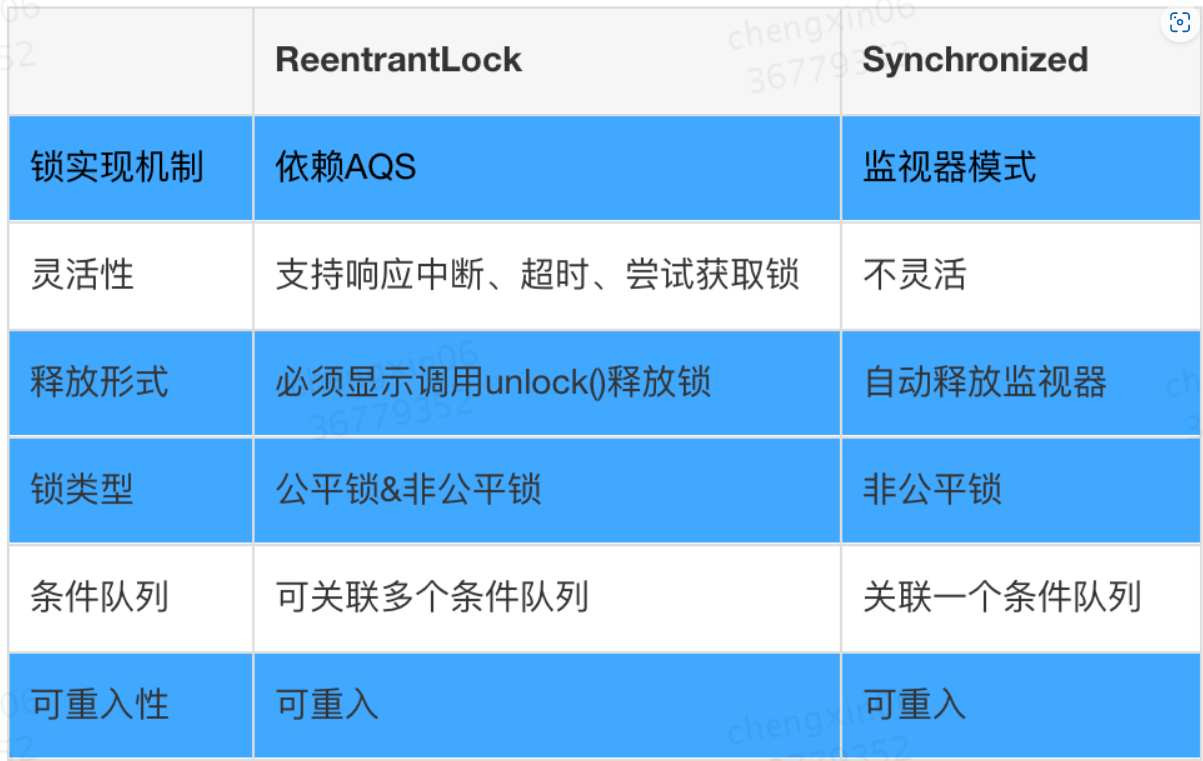 ReentrantLock Synchronized
锁实现机制 依赖AQS 监视器模式
灵活性 支持响应中断、超时、尝试获取锁 不灵活
释放形式 必须显示调用unlock()释放锁 自动释放监视器
锁类型 公平锁&非公平锁 非公平锁
条件队列 可关联多个条件队列 关联一个条件队列
可重入性 可重入 可重入
chengxin06
36779352